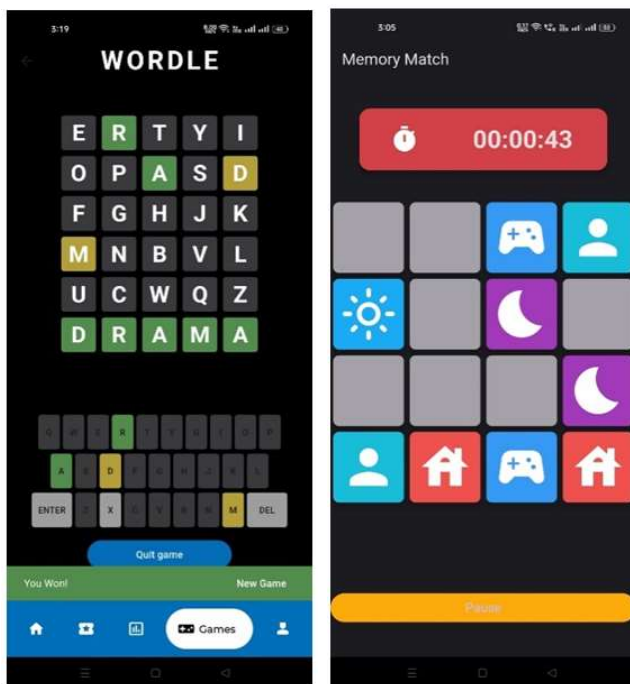 3:19
WORDLE
E R T Y I
O P A S D
F G H J K
M N B V L
U C W Q Z
D R A M A
R
A D
ENTER X M DEL
Quit game
You Won!
New Game
Games
3:05
Memory Match
00:00:43
Pause